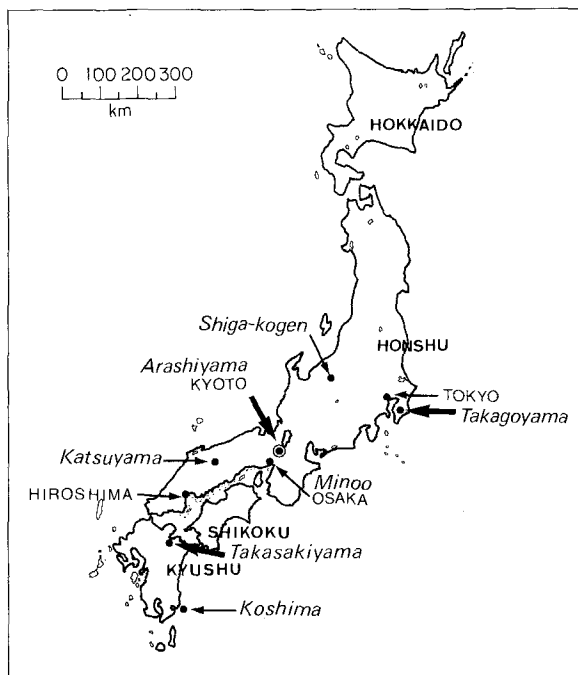 0 100 200 300
km
HOKKAIDO
Shiga-kogen
HONSHU
Arashiyama
KYOTO
TOKYO
Takagoyama
Katsuyama
Minoo
OSAKA
HIROSHIMA
SHIKOKU
Takasakiyama
KYUSHU
Koshima